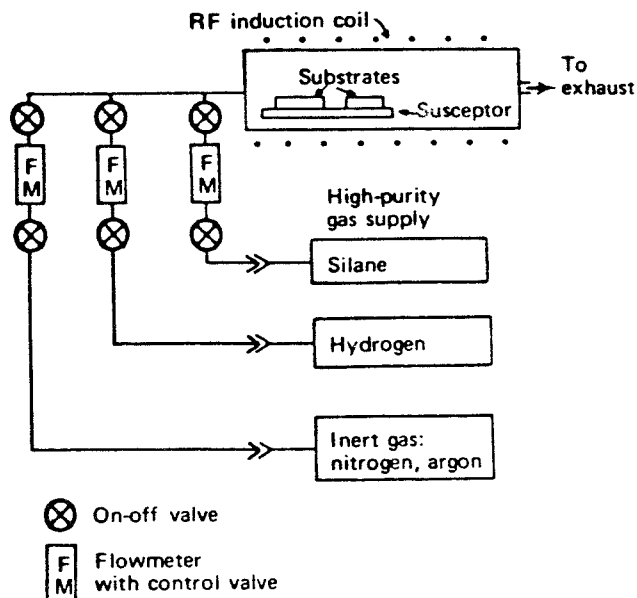 RF induction coil
Substrates
Susceptor
To
exhaust
F
M
F
M
F
M
High-purity
gas supply
Silane
Hydrogen
Inert gas:
nitrogen, argon
On-off valve
F
M
Flowmeter
with control valve